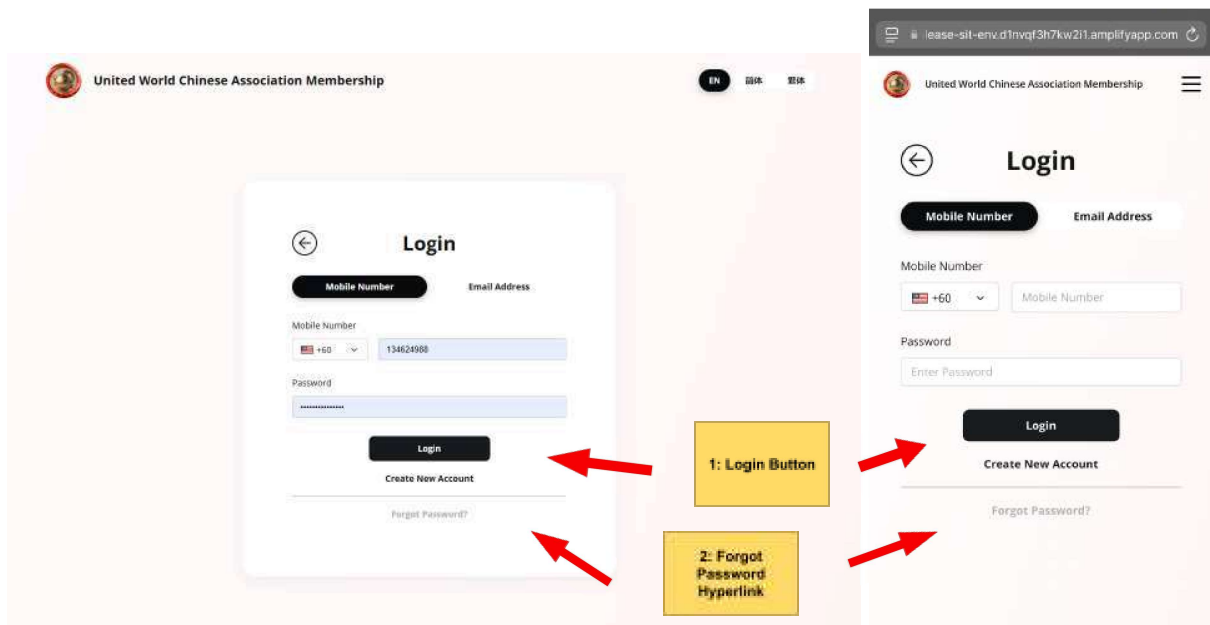 United World Chinese Association Membership
EN 简体 繁体
Login
Mobile Number Email Address
Mobile Number
+60 134624988
Password
Login
Create New Account
Forgot Password?
1: Login Button
2: Forgot
Password
Hyperlink
lease-sit-env.d1nvqf3h7kw2i1.amplifyapp.com
United World Chinese Association Membership
Login
Mobile Number Email Address
Mobile Number
+60 Mobile Number
Password
Enter Password
Login
Create New Account
Forgot Password?